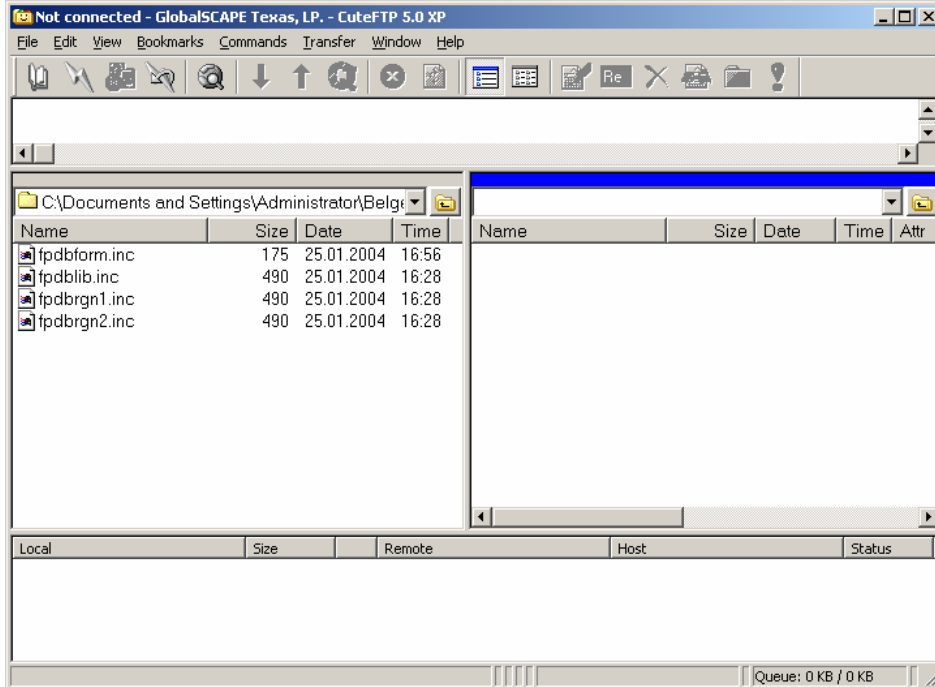 Not connected - GlobalSCAPE Texas, LP. - CuteFTP 5.0 XP
File Edit View Bookmarks Commands Transfer Window Help
Re
C:\Documents and Settings\Administrator\Belge
Name Size Date Time
fpdbform.inc 175 25.01.2004 16:56
fpdblib.inc 490 25.01.2004 16:28
fpdbrgn1.inc 490 25.01.2004 16:28
fpdbrgn2.inc 490 25.01.2004 16:28
Name Size Date Time Attr
Local Size Remote Host Status
Queue: 0 KB / 0 KB